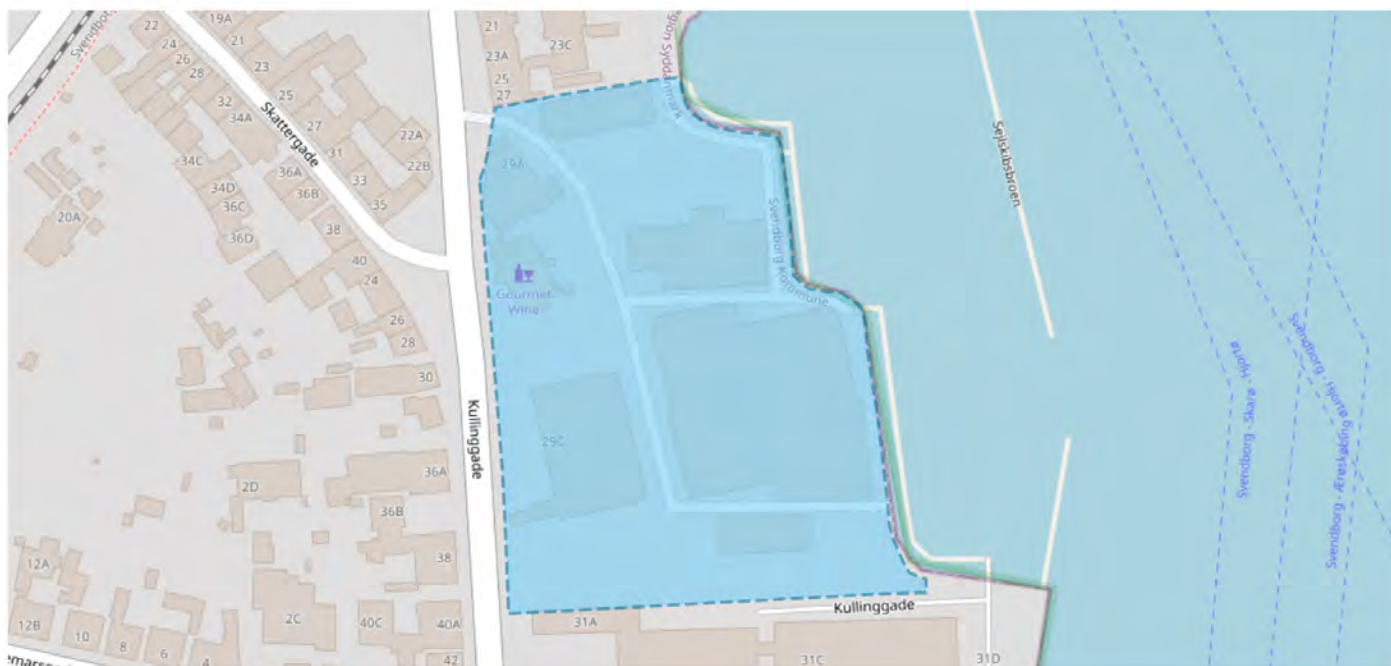 22
19A
21
24
26
28
23
25
32
34A
27
Skattergade
31
33
35
22A
22B
34C
34D
36A
36B
36C
36D
38
40
24
26
28
30
20A
36A
2D
36B
38
12A
12B
10
8
6
4
2C
40C
40A
42
Kullinggade
21
23A
23C
25
27
29A
Gourmet
Wine
29C
Svendborg Kommune
Sejlskibsbroen
Svendborg - Skarø - Hjortø
Svendborg - Hjortø
Svendborg - Ærøskøbing
Kullinggade
31A
31C
31D